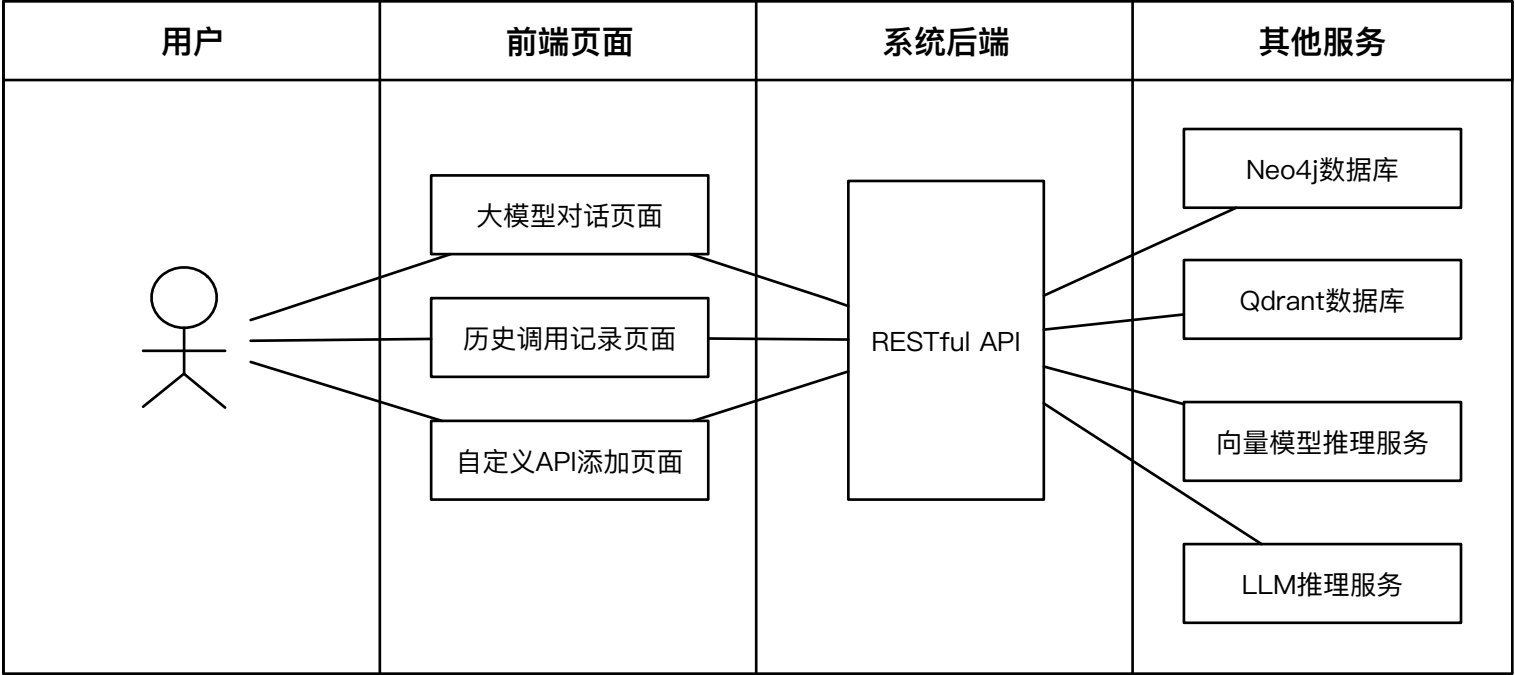 用户
前端页面
系统后端
其他服务
大模型对话页面
历史调用记录页面
自定义API添加页面
RESTful API
Neo4j数据库
Qdrant数据库
向量模型推理服务
LLM推理服务